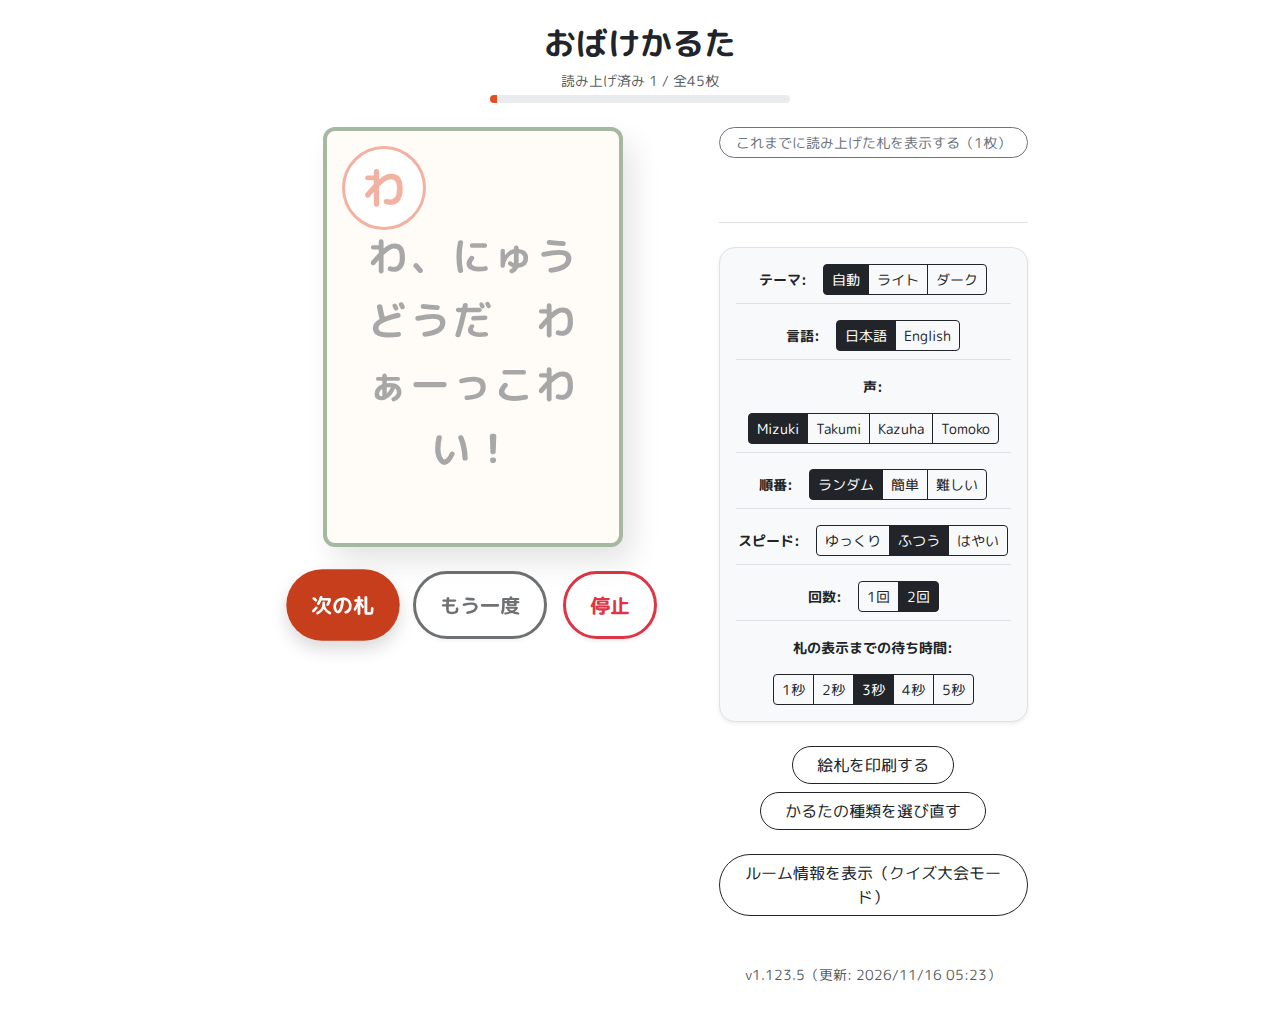 おばけかるた
読み上げ済み 1 / 全45枚
わ
わ、にゅう
どうだ　わ
ぁーっこわ
い！
次の札
もう一度
停止
これまでに読み上げた札を表示する（1枚）
テーマ:
自動
ライト
ダーク
言語:
日本語
English
声:
Mizuki
Takumi
Kazuha
Tomoko
順番:
ランダム
簡単
難しい
スピード:
ゆっくり
ふつう
はやい
回数:
1回
2回
札の表示までの待ち時間:
1秒
2秒
3秒
4秒
5秒
絵札を印刷する
かるたの種類を選び直す
ルーム情報を表示（クイズ大会モー
ド）
v1.123.5（更新: 2026/11/16 05:23）